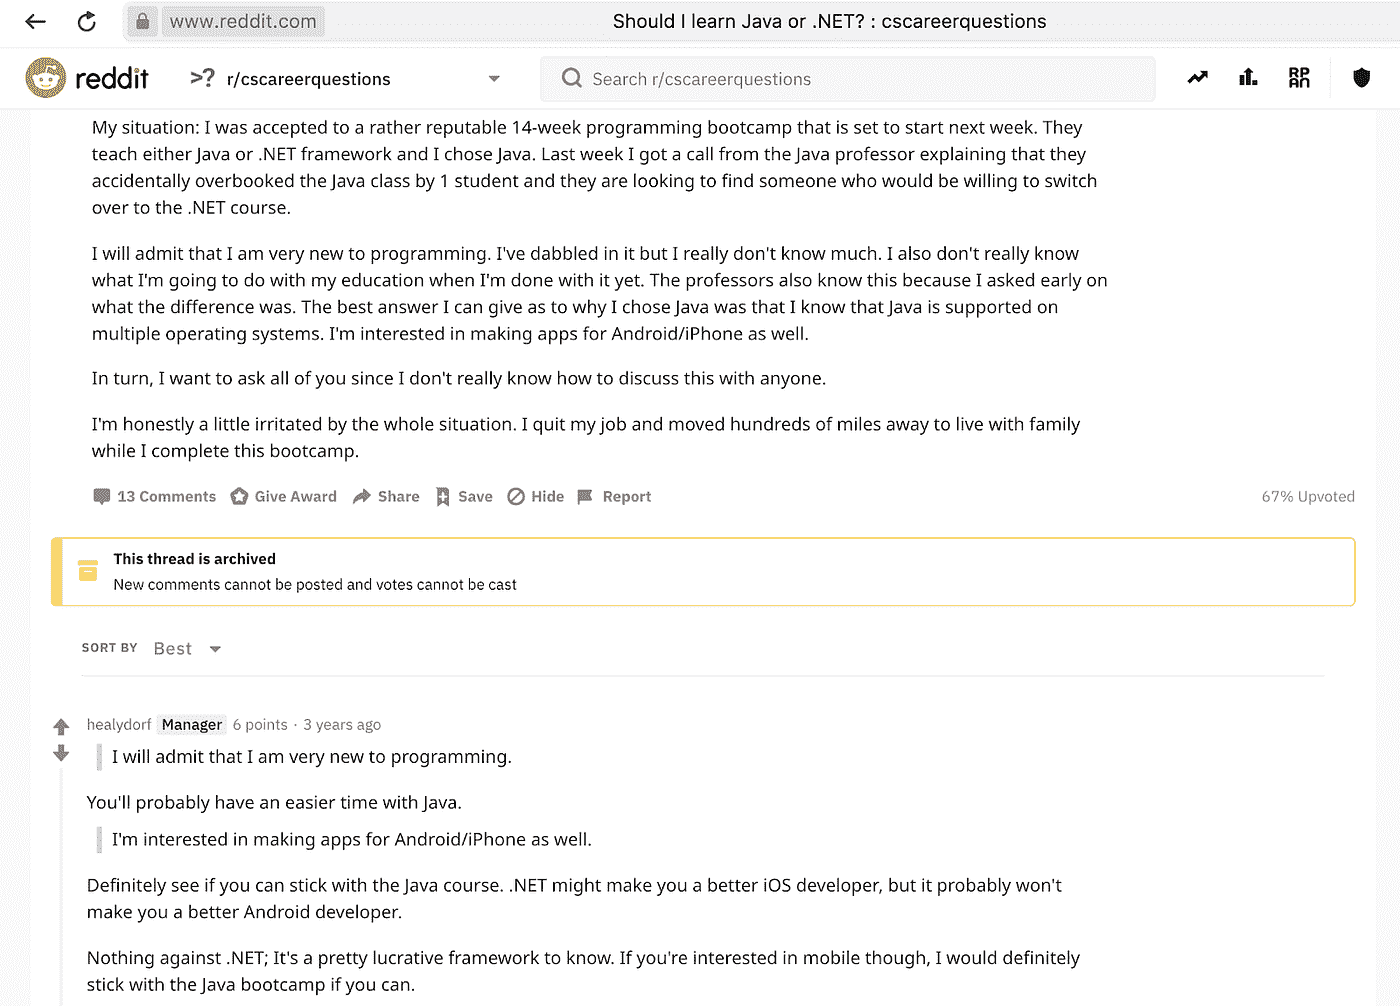 www.reddit.com
Should I learn Java or .NET? : cscareerquestions
reddit
>? r/cscareerquestions
Search r/cscareerquestions
RPAN
My situation: I was accepted to a rather reputable 14-week programming bootcamp that is set to start next week. They
teach either Java or .NET framework and I chose Java. Last week I got a call from the Java professor explaining that they
accidentally overbooked the Java class by 1 student and they are looking to find someone who would be willing to switch
over to the .NET course.
I will admit that I am very new to programming. I've dabbled in it but I really don't know much. I also don't really know
what I'm going to do with my education when I'm done with it yet. The professors also know this because I asked early on
what the difference was. The best answer I can give as to why I chose Java was that I know that Java is supported on
multiple operating systems. I'm interested in making apps for Android/iPhone as well.
In turn, I want to ask all of you since I don't really know how to discuss this with anyone.
I'm honestly a little irritated by the whole situation. I quit my job and moved hundreds of miles away to live with family
while I complete this bootcamp.
13 Comments Give Award Share Save Hide Report 67% Upvoted
This thread is archived
New comments cannot be posted and votes cannot be cast
SORT BY Best
healydorf Manager 6 points · 3 years ago
I will admit that I am very new to programming.
You'll probably have an easier time with Java.
I'm interested in making apps for Android/iPhone as well.
Definitely see if you can stick with the Java course. .NET might make you a better iOS developer, but it probably won't
make you a better Android developer.
Nothing against .NET; It's a pretty lucrative framework to know. If you're interested in mobile though, I would definitely
stick with the Java bootcamp if you can.